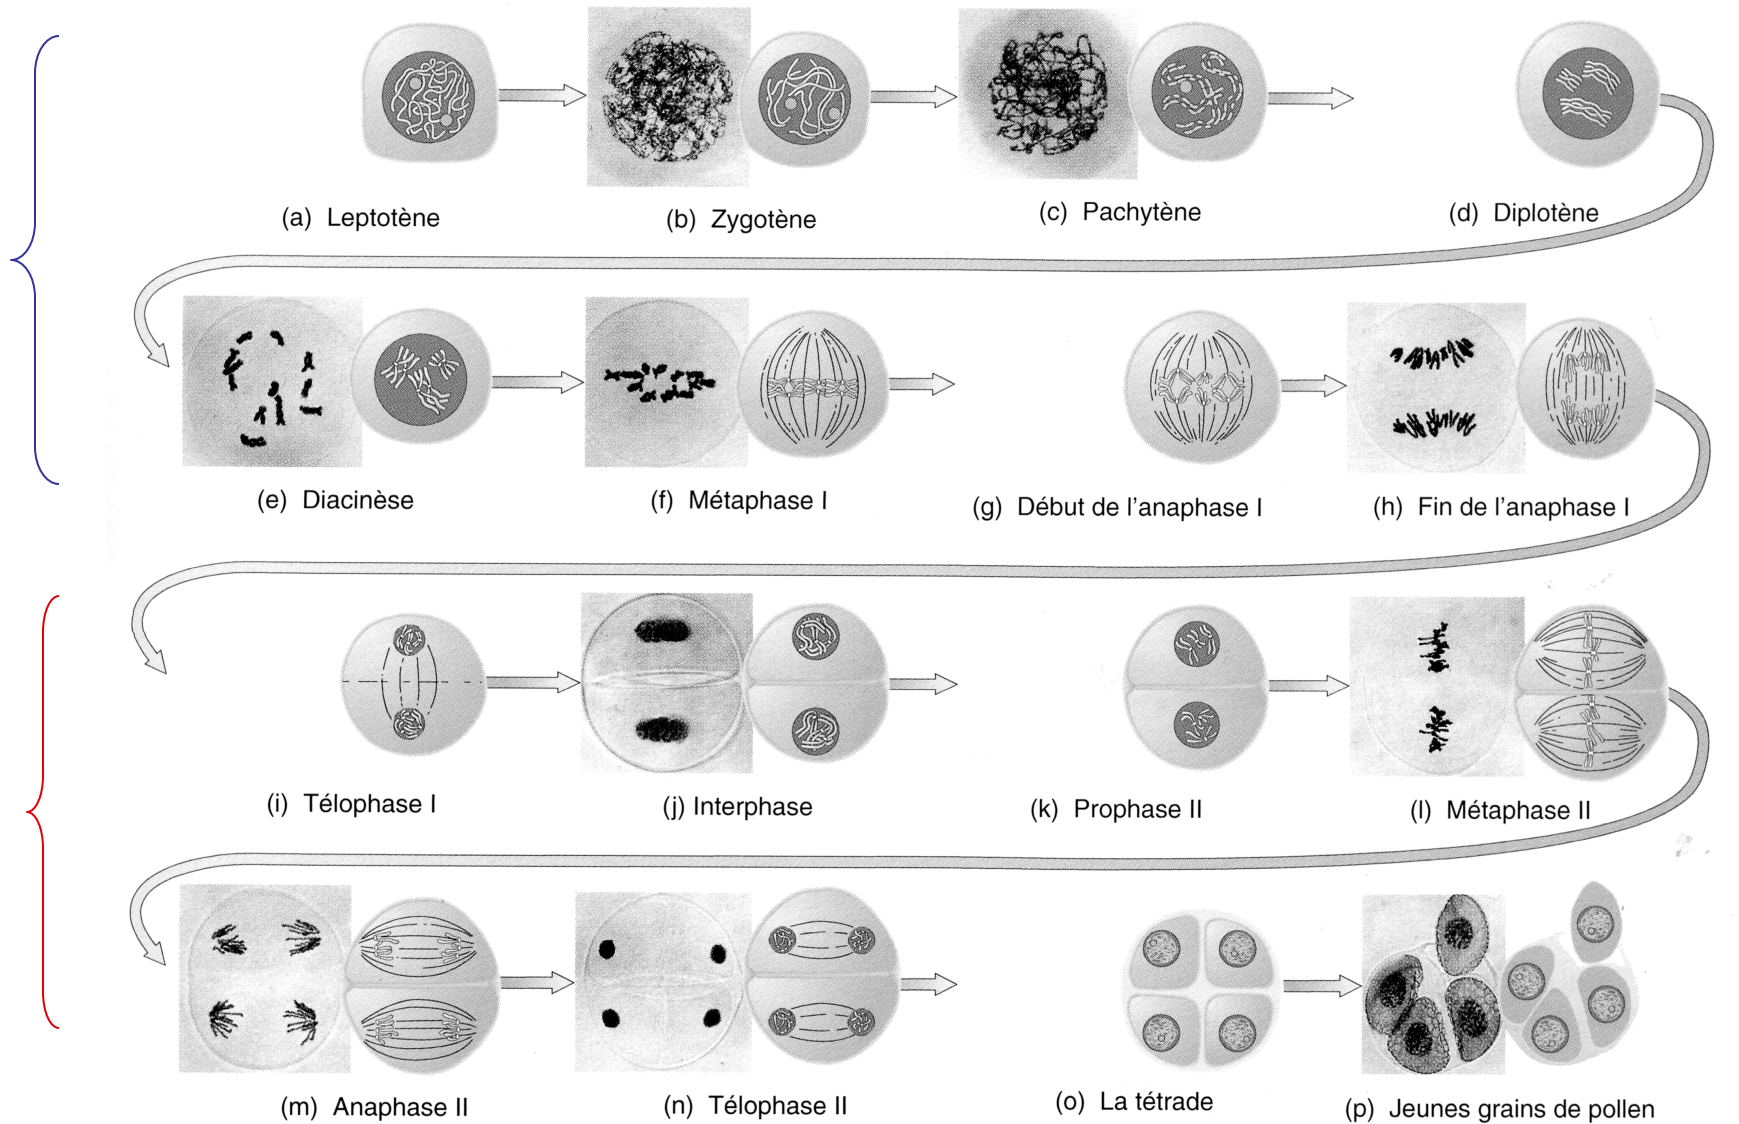 (a) Leptotène
(b) Zygotène
(c) Pachytène
(d) Diplotène
(e) Diacinèse
(f) Métaphase I
(g) Début de l'anaphase I
(h) Fin de l'anaphase I
(i) Télophase I
(j) Interphase
(k) Prophase II
(l) Métaphase II
(m) Anaphase II
(n) Télophase II
(o) La tétrade
(p) Jeunes grains de pollen